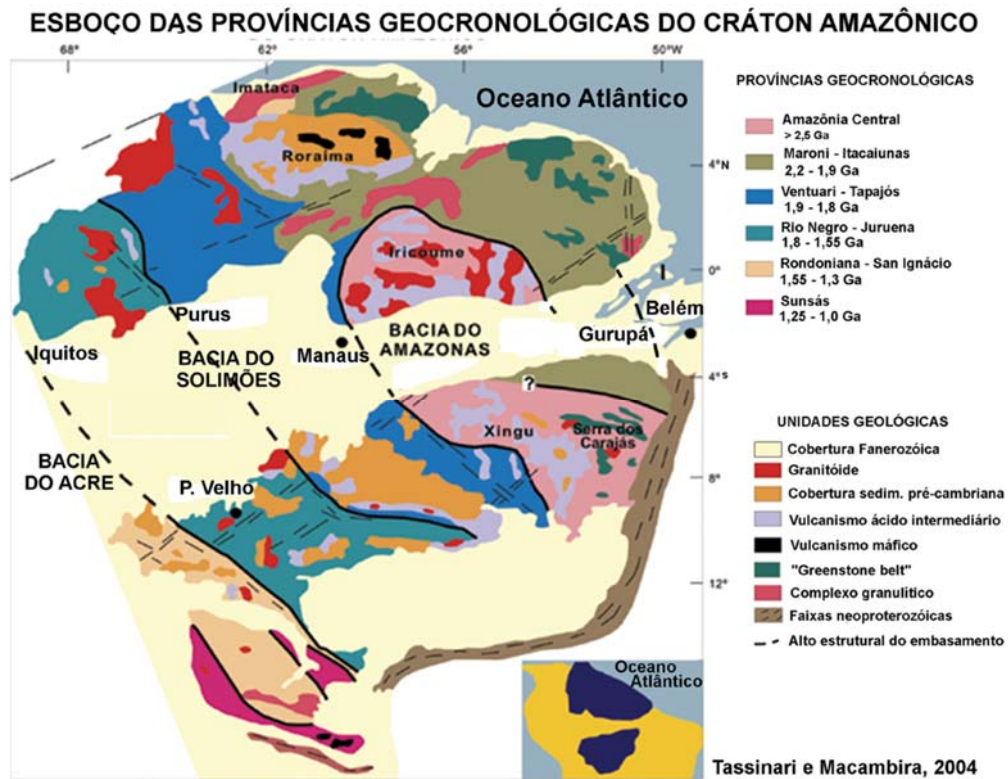 ESBOÇO DAS PROVÍNCIAS GEOCRONOLÓGICAS DO CRÁTON AMAZÔNICO
68°
62°
56°
50°W
Imataca
Oceano Atlântico
Roraima
4°N
Iricoume
0°
Purus
Belém
Gurupá
Iquitos
BACIA DO
SOLIMÕES
Manaus
BACIA DO
AMAZONAS
4°S
?
Xingu
Serra dos
Carajás
BACIA
DO ACRE
P. Velho
8°
12°
PROVÍNCIAS GEOCRONOLÓGICAS
Amazônia Central
> 2,5 Ga
Maroni - Itacaiunas
2,2 - 1,9 Ga
Ventuari - Tapajós
1,9 - 1,8 Ga
Rio Negro - Juruena
1,8 - 1,55 Ga
Rondoniana - San Ignácio
1,55 - 1,3 Ga
Sunsás
1,25 - 1,0 Ga
UNIDADES GEOLÓGICAS
Cobertura Fanerozóica
Granitóide
Cobertura sedim. pré-cambriana
Vulcanismo ácido intermediário
Vulcanismo máfico
"Greenstone belt"
Complexo granulítico
Faixas neoproterozóicas
Alto estrutural do embasamento
Oceano
Atlântico
Tassinari e Macambira, 2004